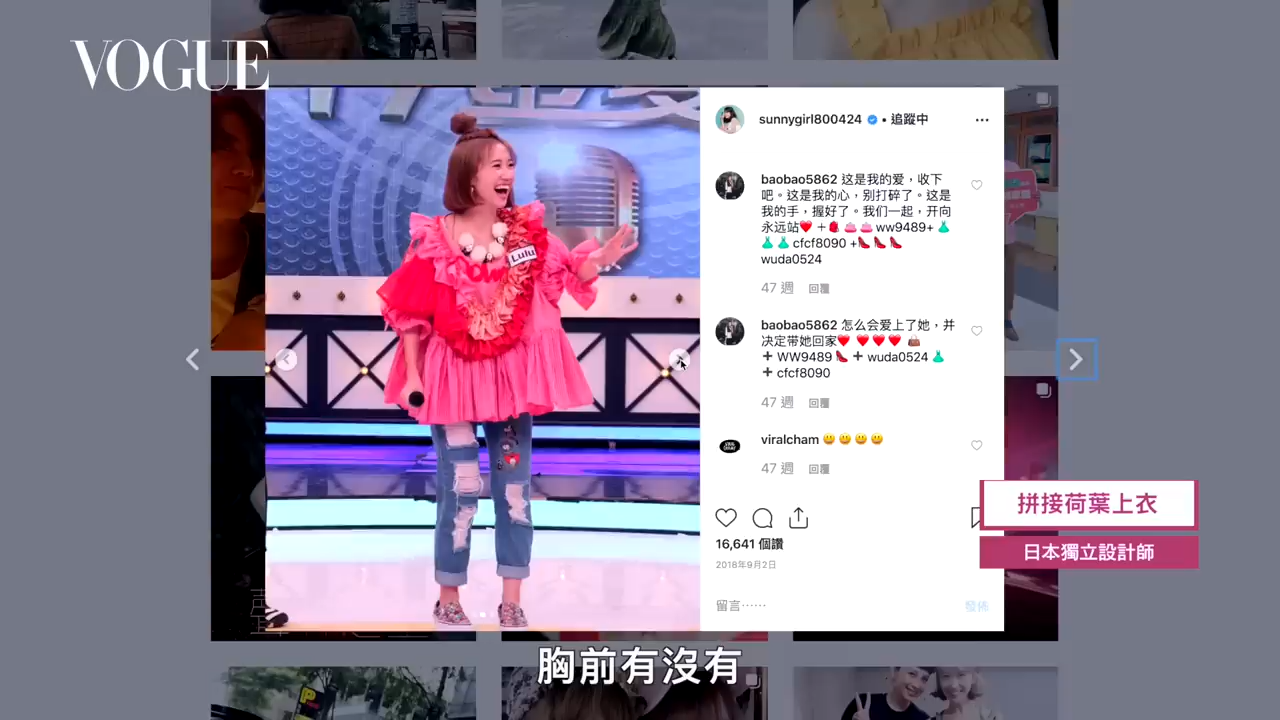 VOGUE
sunnygirl800424 • 追蹤中
baobao5862 这是我的爱，收下
吧。这是我的心，别打碎了。这是
我的手，握好了。我们一起，开向
永远站❤️ +🎒👛👛ww9489+👗
👗👗cfcf8090 +👠👠👠
wuda0524
47 週 回覆
baobao5862 怎么会爱上了她，并
决定带她回家❤️ ❤️❤️❤️ 👜
➕ WW9489👠➕ wuda0524 👗
➕ cfcf8090
47 週 回覆
viralcham 😃😃😃😃
47 週 回覆
16,641 個讚
2018年9月2日
留言……
發佈
Lulu
拼接荷葉上衣
日本獨立設計師
胸前有沒有